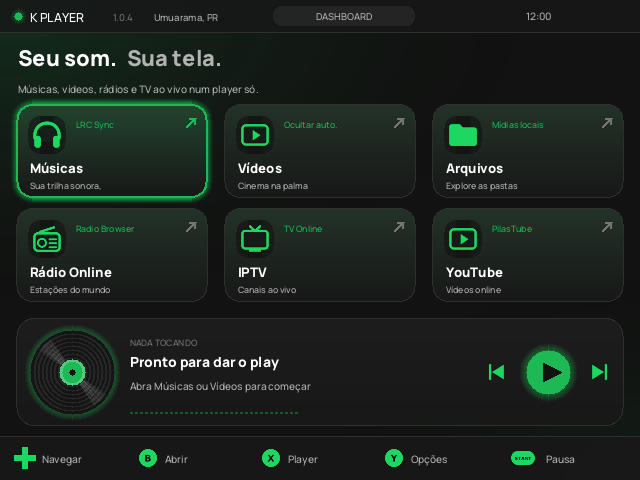 K PLAYER 1.0.4 Umuarama, PR DASHBOARD 12:00
Seu som. Sua tela.
Músicas, vídeos, rádios e TV ao vivo num player só.
LRC Sync
Músicas
Sua trilha sonora,
Ocultar auto.
Vídeos
Cinema na palma
Mídias locais
Arquivos
Explore as pastas
Radio Browser
Rádio Online
Estações do mundo
TV Online
IPTV
Canais ao vivo
PilasTube
YouTube
Vídeos online
NADA TOCANDO
Pronto para dar o play
Abra Músicas ou Vídeos para começar
Navegar B Abrir X Player Y Opções START Pausa